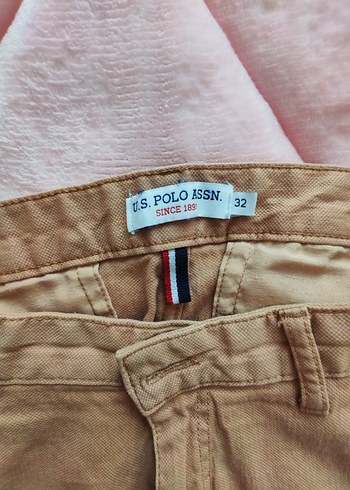 U.S. POLO ASSN.
SINCE 189
32